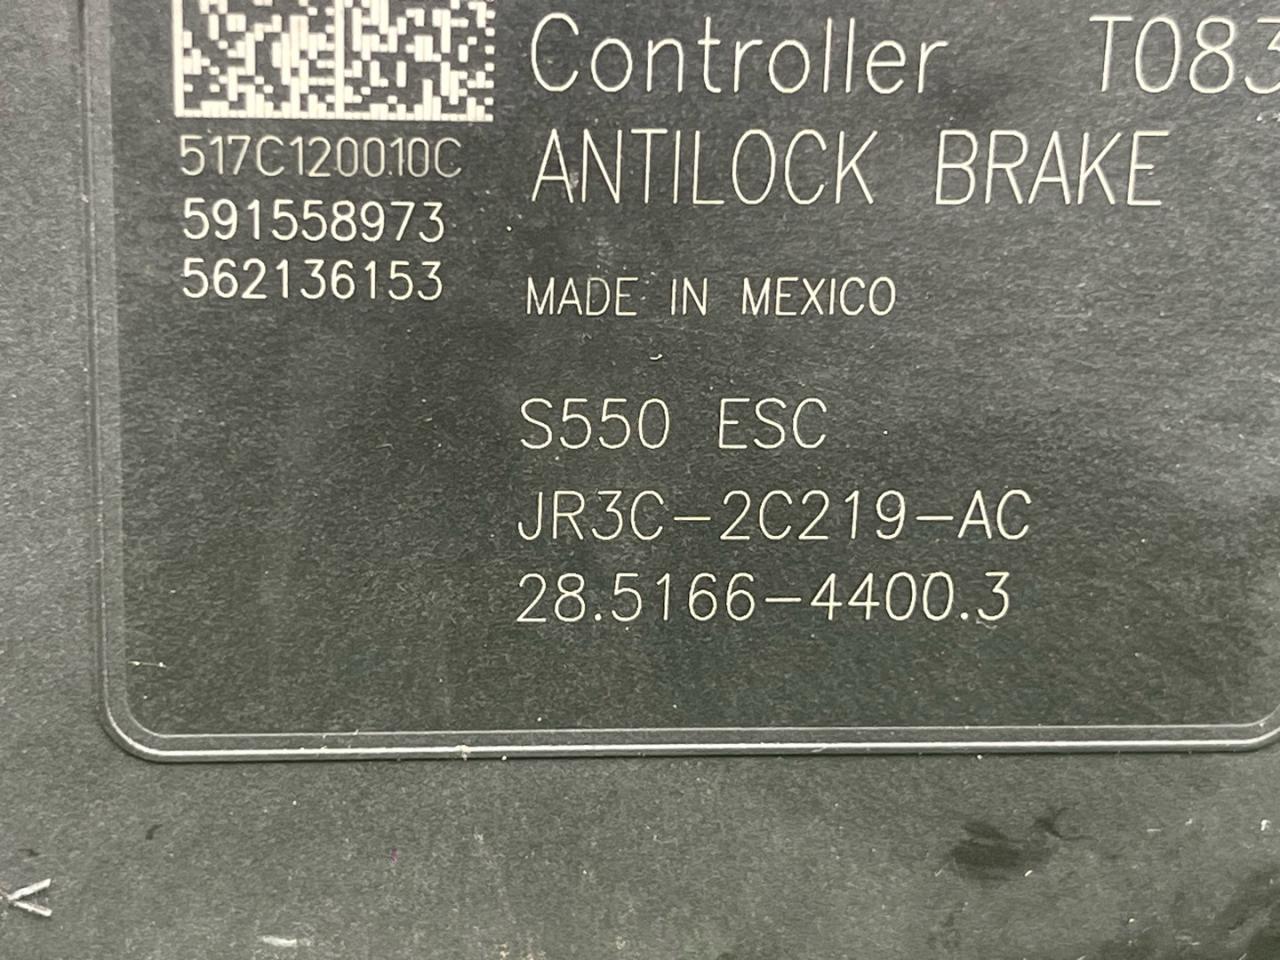 Controller T083
ANTILOCK BRAKE
517C120010C
591558973
562136153
MADE IN MEXICO
S550 ESC
JR3C-2C219-AC
28.5166-4400.3